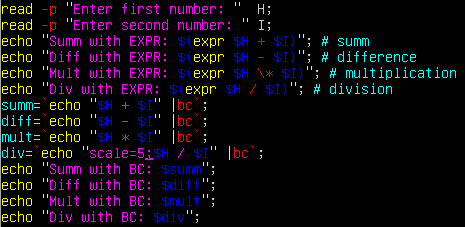 read -p "Enter first number: "  H;
read -p "Enter second number: " I;
echo "Summ with EXPR: $(expr $H + $I)"; # summ
echo "Diff with EXPR: $(expr $H - $I)"; # difference
echo "Mult with EXPR: $(expr $H \* $I)"; # multiplication
echo "Div with EXPR: $(expr $H / $I)"; # division
summ=`echo "$H + $I" |bc`;
diff=`echo "$H - $I" |bc`;
mult=`echo "$H * $I" |bc`;
div=`echo "scale=5;$H / $I" |bc`;
echo "Summ with BC: $summ";
echo "Diff with BC: $diff";
echo "Mult with BC: $mult";
echo "Div with BC: $div";